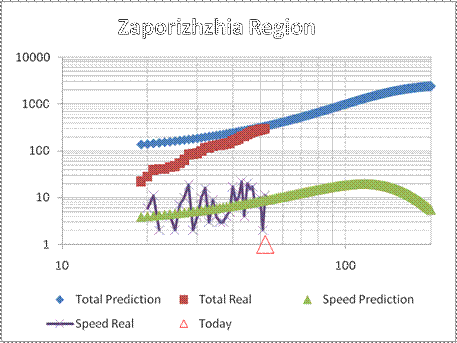 Zaporizhzhia Region
10000
1000
100
10
1
10 100
Total Prediction Total Real Speed Prediction
Speed Real Today